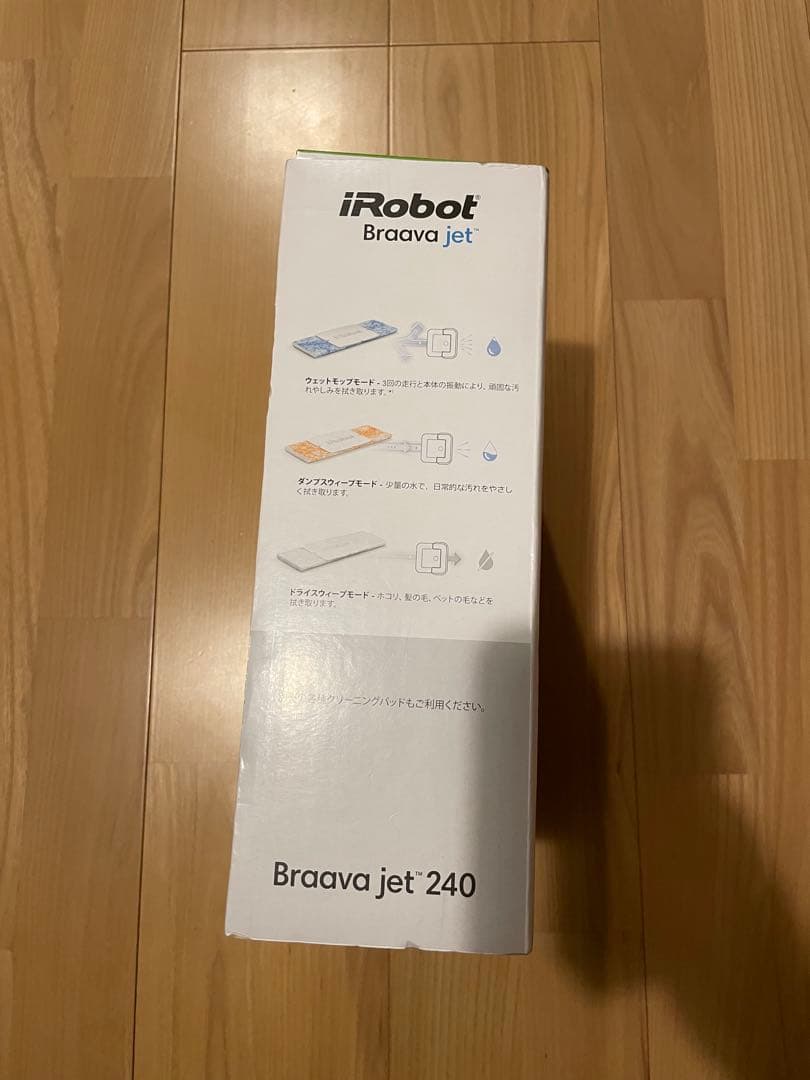 iRobot®
Braava jet™
ウェットモップモード - 3回の走行と本体の振動により、頑固な汚
れやしみを拭き取ります。*¹
ダンプスウィープモード - 少量の水で、日常的な汚れをやさし
く拭き取ります。
ドライスウィープモード - ホコリ、髪の毛、ペットの毛などを
拭き取ります。
クリーニングパッドもご利用ください。
Braava jet™ 240